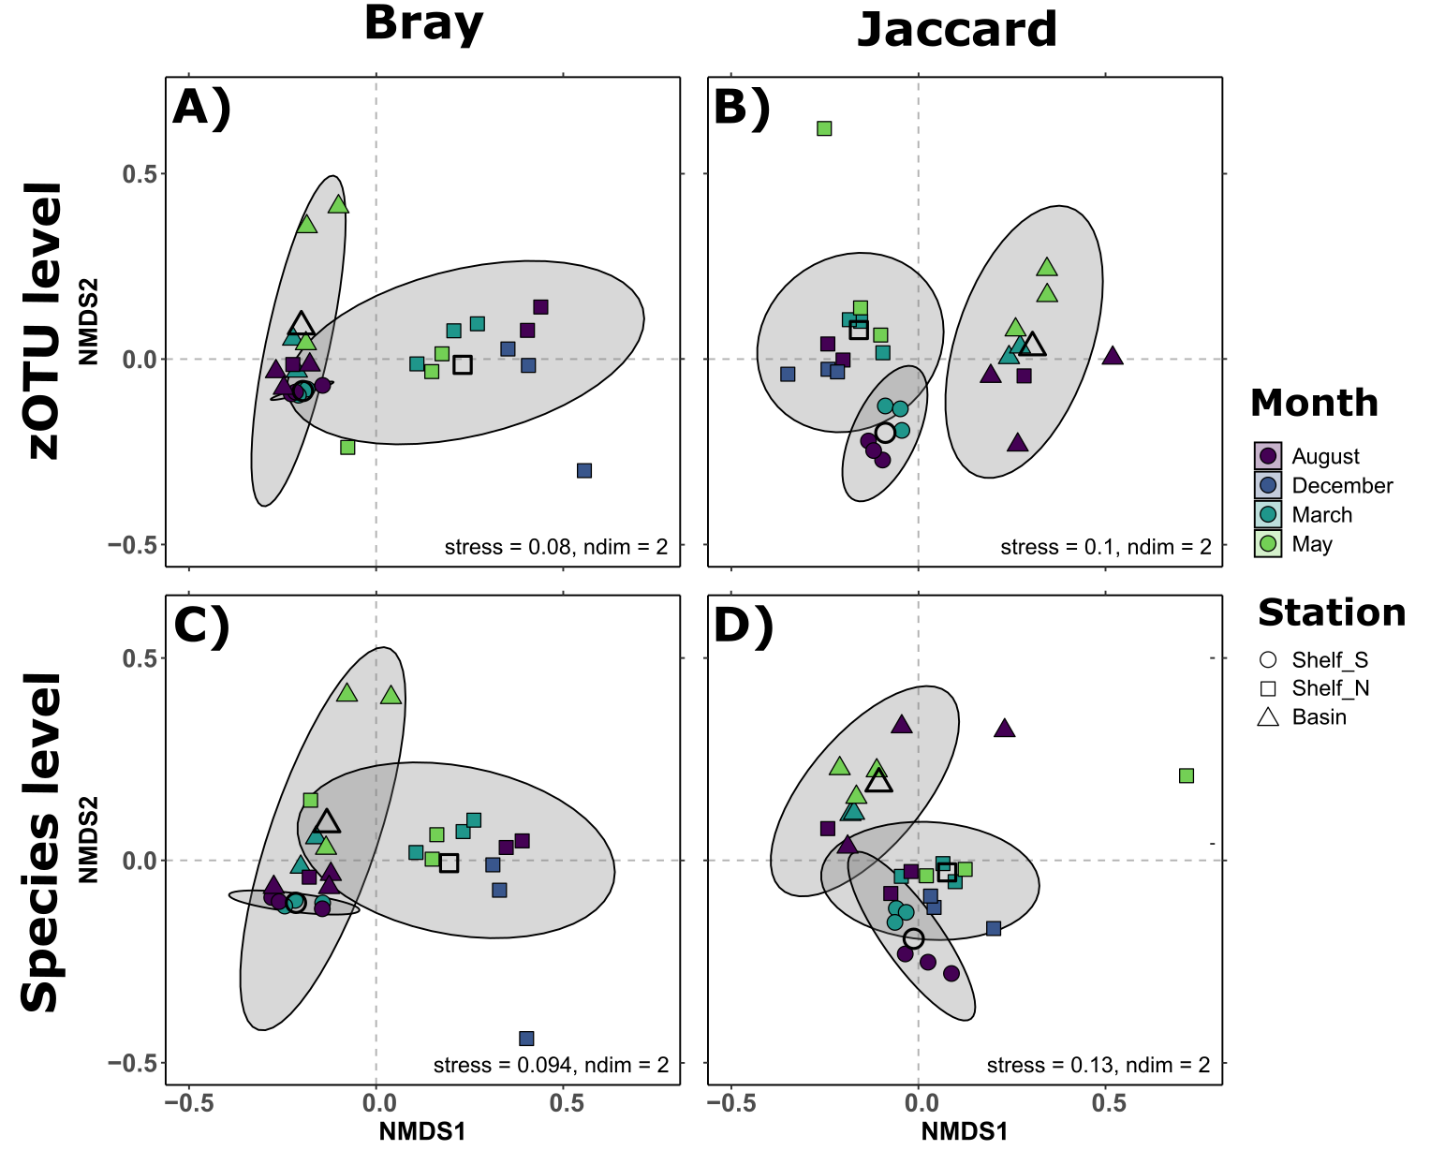 Bray
Jaccard
zOTU level
Species level
A)
B)
C)
D)
NMDS2
0.5
0.0
−0.5
stress = 0.08, ndim = 2
stress = 0.1, ndim = 2
NMDS2
0.5
0.0
−0.5
stress = 0.094, ndim = 2
stress = 0.13, ndim = 2
−0.5
0.0
0.5
−0.5
0.0
0.5
NMDS1
NMDS1
Month
August
December
March
May
Station
Shelf_S
Shelf_N
Basin